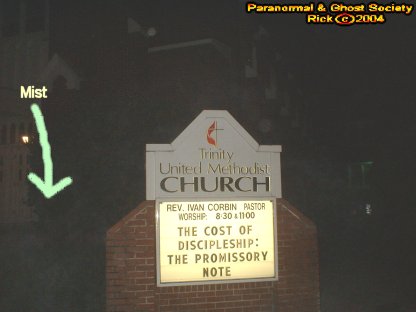 Paranormal & Ghost Society
Rick ©2004
Mist
Trinity
United Methodist
CHURCH
REV. IVAN CORBIN PASTOR
WORSHIP: 8:30 & 11:00
THE COST OF
DISCIPLESHIP:
THE PROMISSORY
NOTE